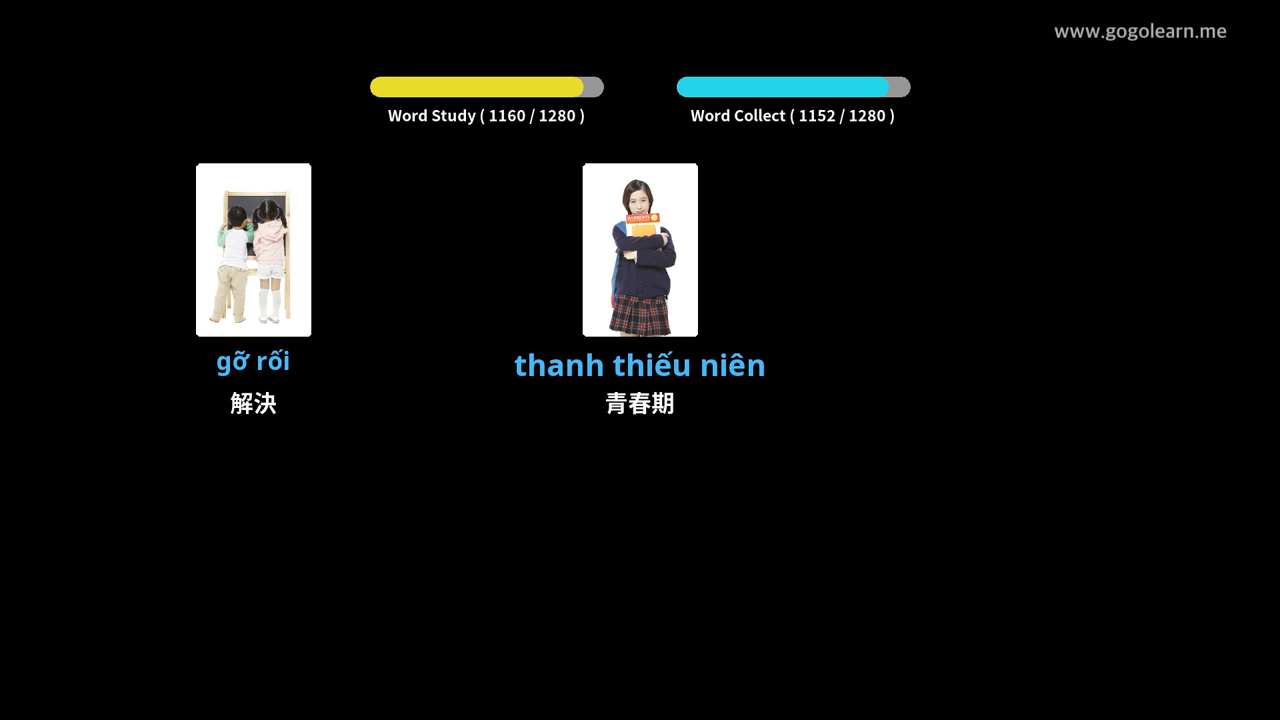 www.gogolearn.me
Word Study ( 1160 / 1280 )
Word Collect ( 1152 / 1280 )
gỡ rối
解決
thanh thiếu niên
青春期